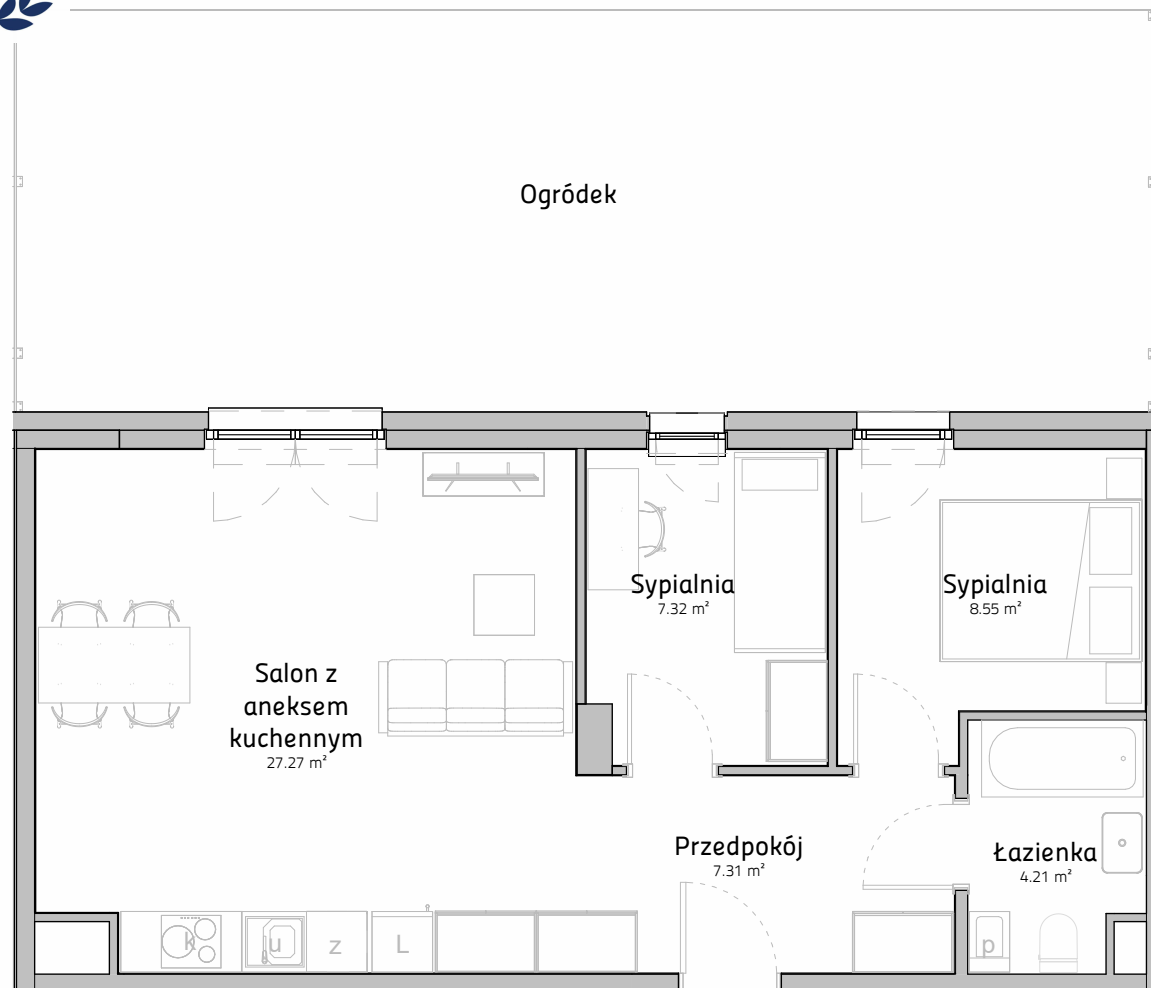 Ogródek
Sypialnia
7.32 m²
Sypialnia
8.55 m²
Salon z
aneksem
kuchennym
27.27 m²
Przedpokój
7.31 m²
Łazienka
4.21 m²
k
u
z
L
p